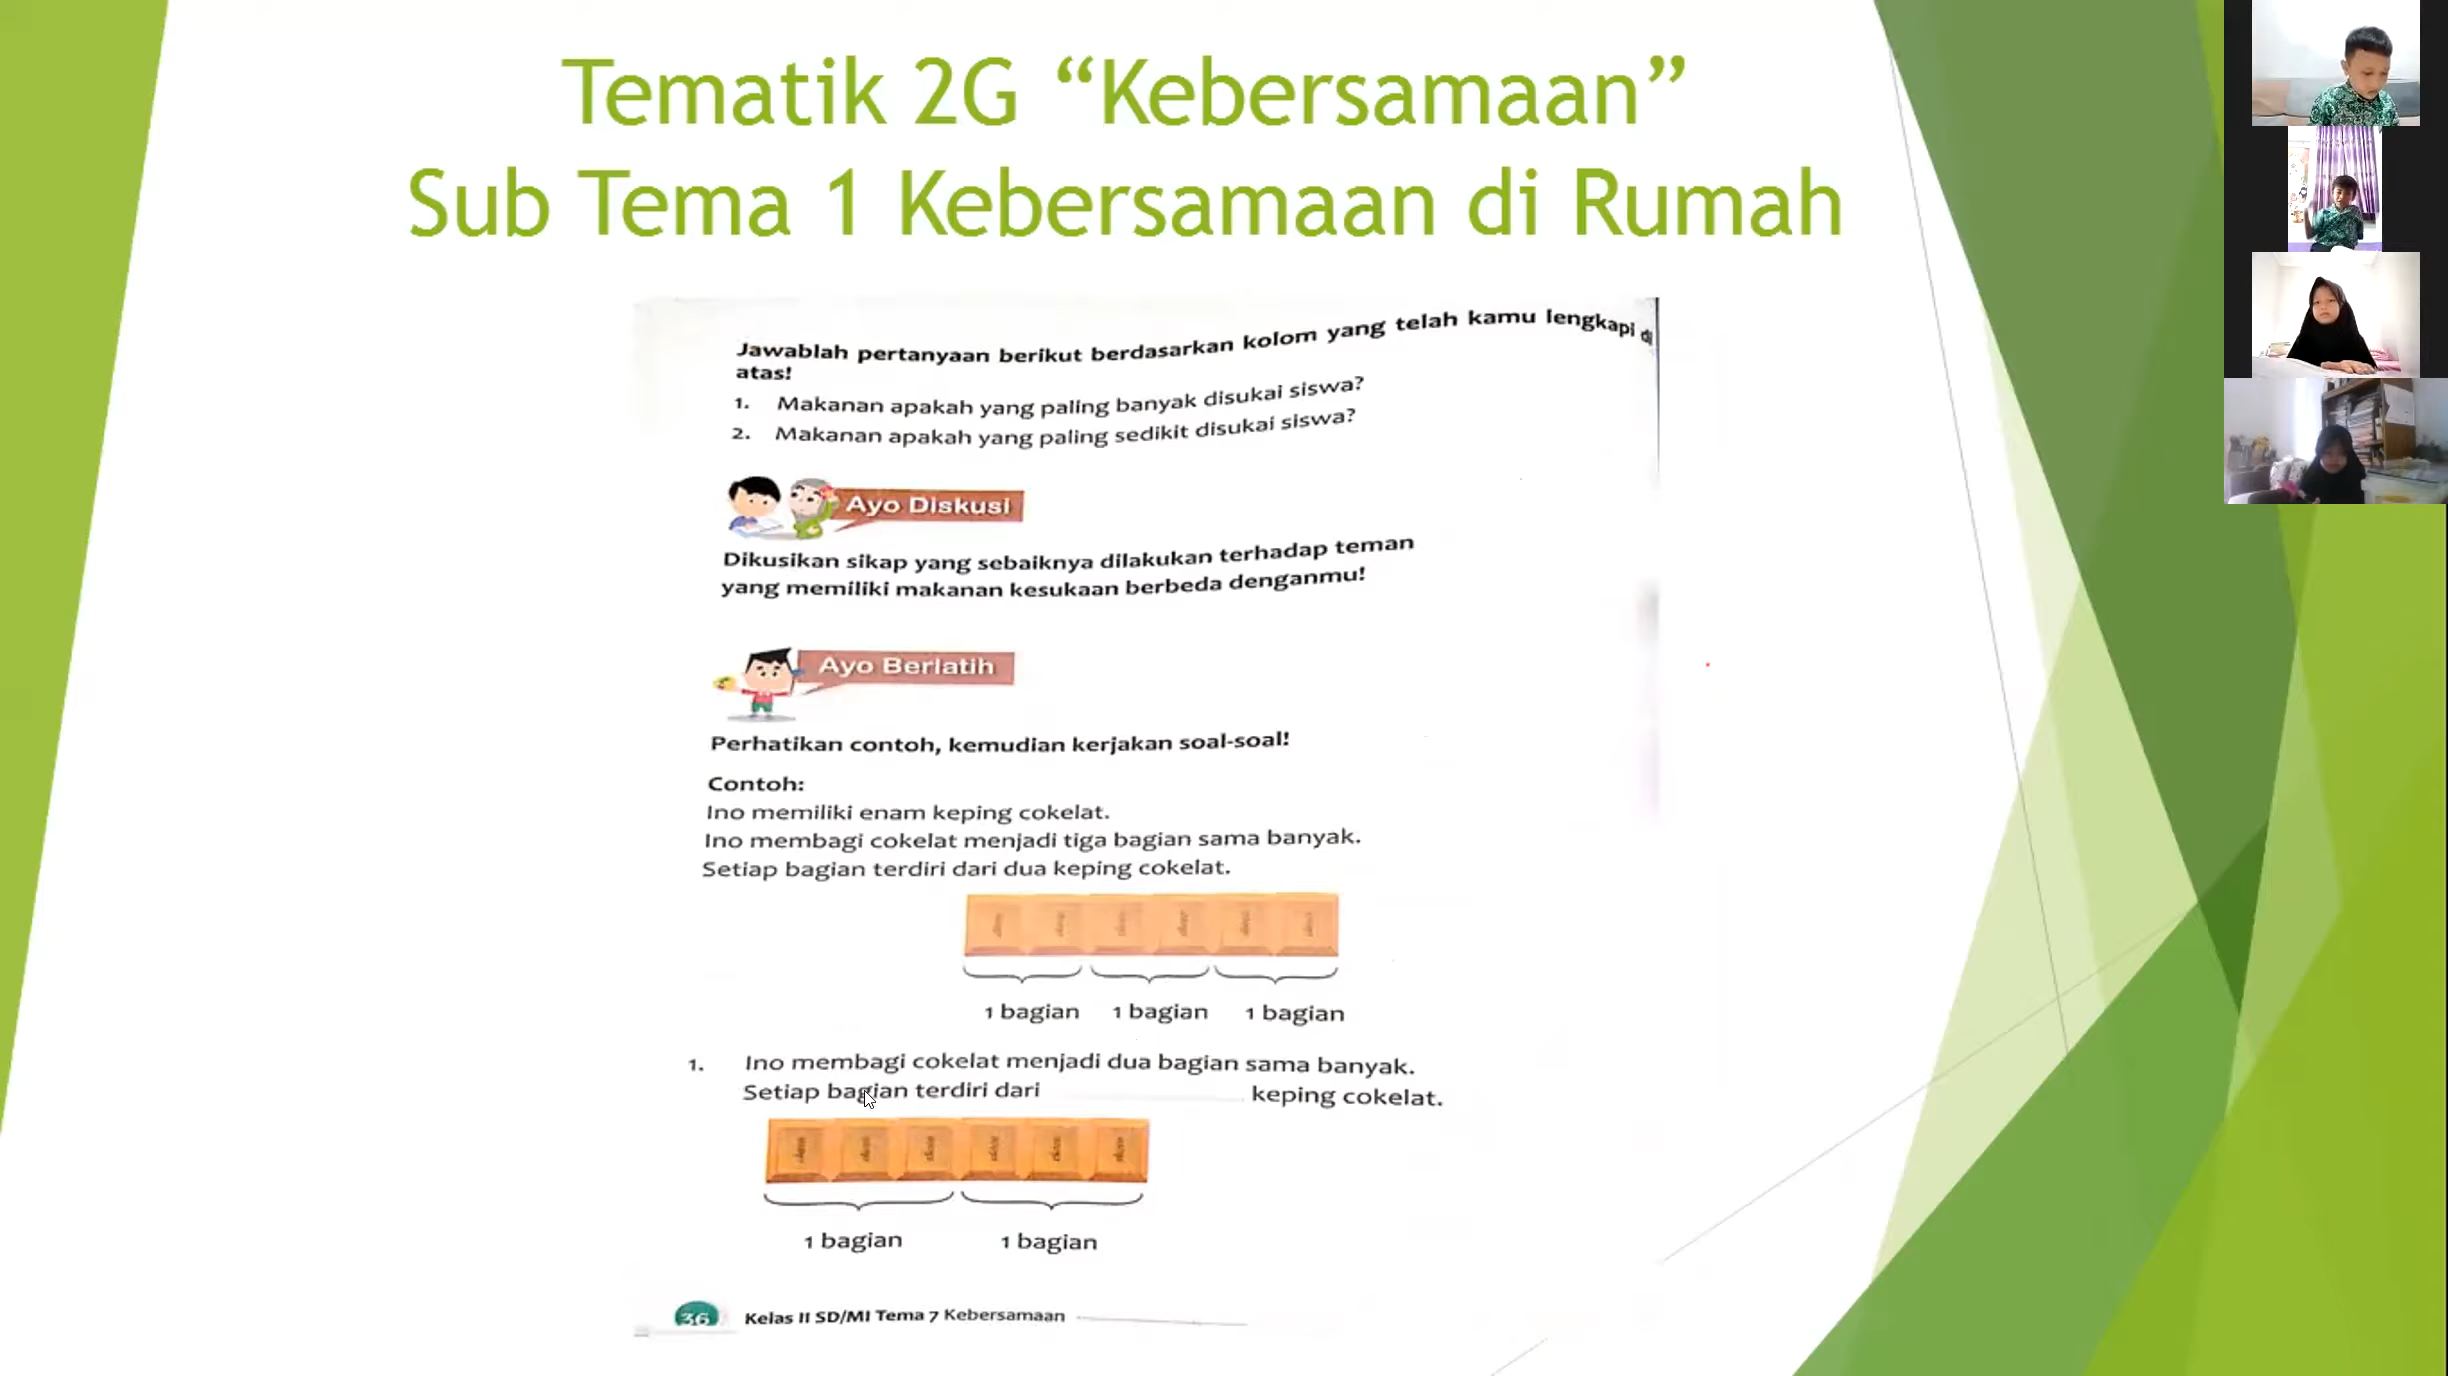 Tematik 2G “Kebersamaan”
Sub Tema 1 Kebersamaan di Rumah
Jawablah pertanyaan berikut berdasarkan kolom yang telah kamu lengkapi di
atas!
1. Makanan apakah yang paling banyak disukai siswa?
2. Makanan apakah yang paling sedikit disukai siswa?
Ayo Diskusi
Dikusikan sikap yang sebaiknya dilakukan terhadap teman
yang memiliki makanan kesukaan berbeda denganmu!
Ayo Berlatih
Perhatikan contoh, kemudian kerjakan soal-soal!
Contoh:
Ino memiliki enam keping cokelat.
Ino membagi cokelat menjadi tiga bagian sama banyak.
Setiap bagian terdiri dari dua keping cokelat.
1 bagian 1 bagian 1 bagian
1. Ino membagi cokelat menjadi dua bagian sama banyak.
Setiap bagian terdiri dari keping cokelat.
1 bagian 1 bagian
36 Kelas II SD/MI Tema 7 Kebersamaan